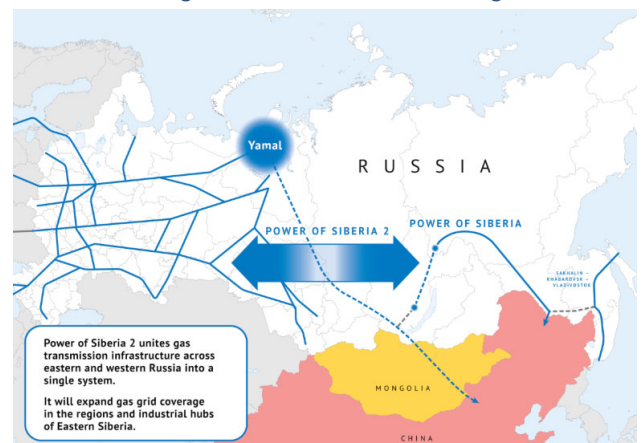 Yamal
RUSSIA
POWER OF SIBERIA 2
POWER OF SIBERIA
SAKHALIN –
KHABAROVSK –
VLADIVOSTOK
Power of Siberia 2 unites gas
transmission infrastructure across
eastern and western Russia into a
single system.
It will expand gas grid coverage
in the regions and industrial hubs
of Eastern Siberia.
MONGOLIA
CHINA